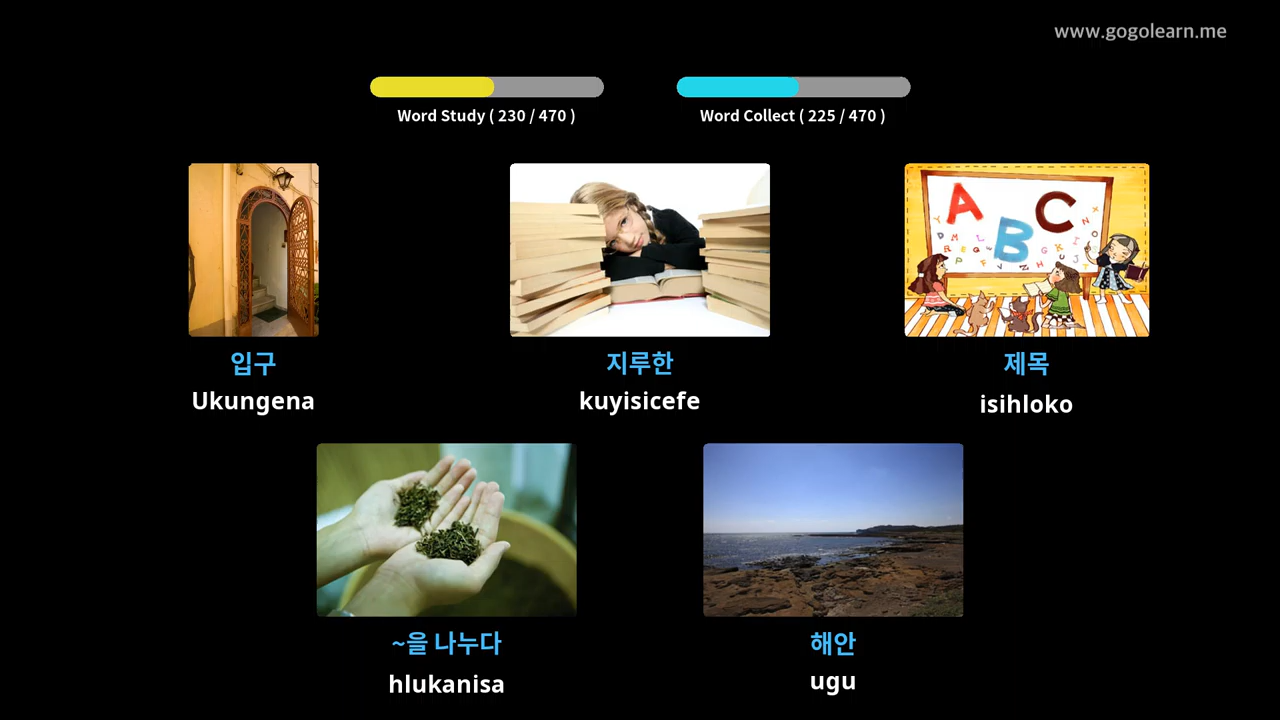 www.gogolearn.me
Word Study ( 230 / 470 )
Word Collect ( 225 / 470 )
A
B
C
입구
Ukungena
지루한
kuyisicefe
제목
isihloko
~을 나누다
hlukanisa
해안
ugu